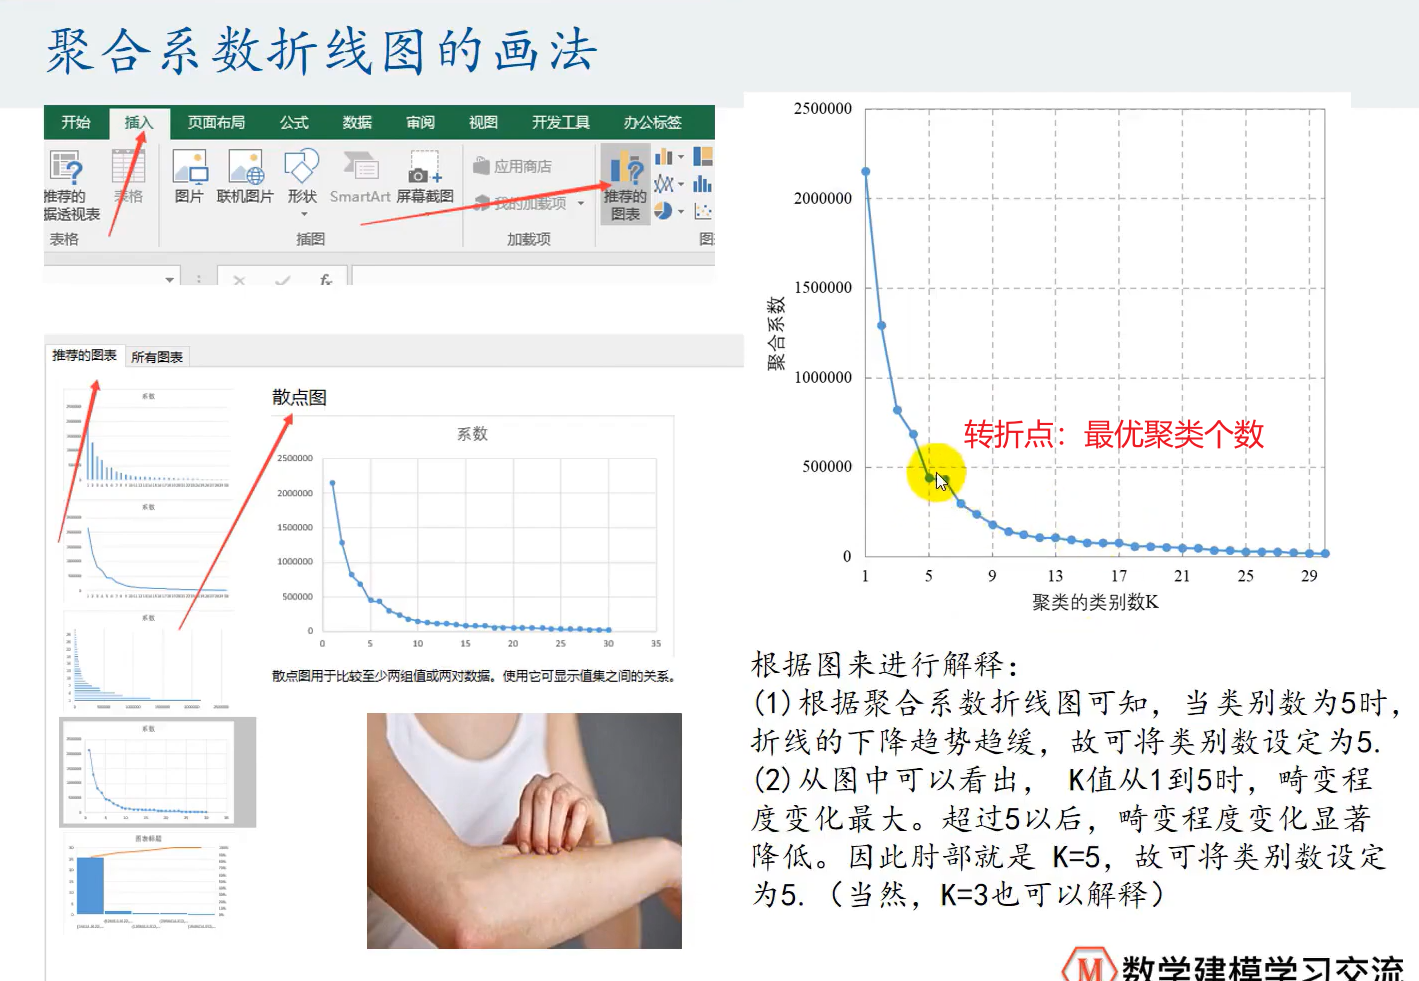 聚合系数折线图的画法
开始 插入 页面布局 公式 数据 审阅 视图 开发工具 办公标签
推荐的
据透视表
表格
图片 联机图片 形状 SmartArt 屏幕截图
应用商店
我的加载项
推荐的
图表
表格 插图 加载项 图
fx
推荐的图表 所有图表
散点图
系数
2500000
2000000
1500000
1000000
500000
0
0 5 10 15 20 25 30 35
散点图用于比较至少两组值或两对数据。使用它可显示值集之间的关系。
系数
系数
系数
系数
图表标题
2500000
2000000
1500000
1000000
500000
0
聚合系数
转折点：最优聚类个数
1 5 9 13 17 21 25 29
聚类的类别数K
根据图来进行解释：
(1)根据聚合系数折线图可知，当类别数为5时，
折线的下降趋势趋缓，故可将类别数设定为5.
(2)从图中可以看出， K值从1到5时，畸变程
度变化最大。超过5以后，畸变程度变化显著
降低。因此肘部就是 K=5，故可将类别数设定
为5.（当然，K=3也可以解释）
M 数学建模学习交流